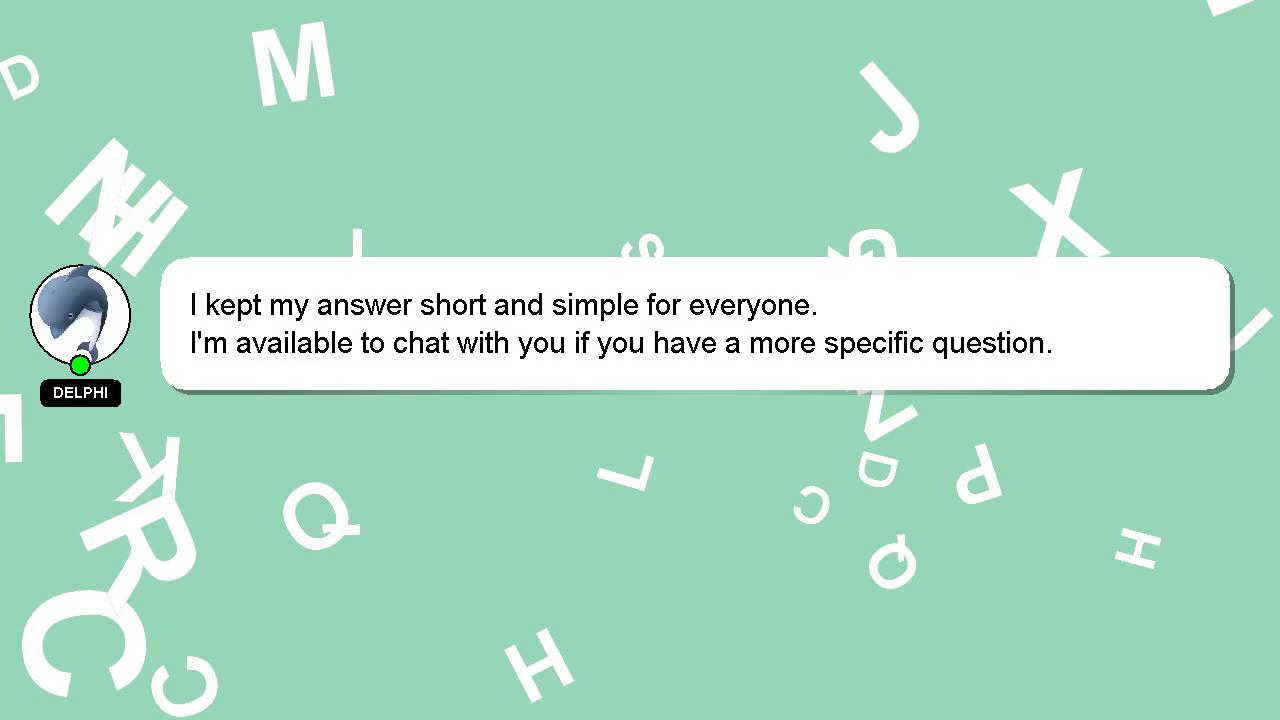 D
M
J
N
H
X
I kept my answer short and simple for everyone.
I'm available to chat with you if you have a more specific question.
DELPHI
R
Q
L
C
D
P
Q
H
C
C
H